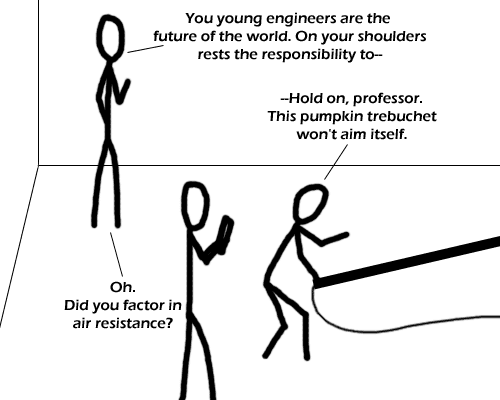 You young engineers are the
future of the world. On your shoulders
rests the responsibility to--
--Hold on, professor.
This pumpkin trebuchet
won't aim itself.
Oh.
Did you factor in
air resistance?